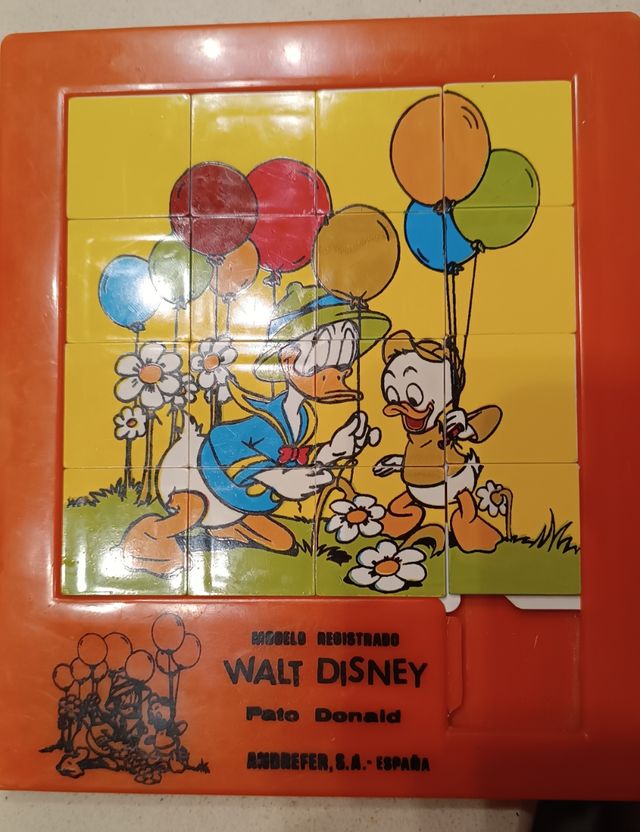 MODELO REGISTRADO
WALT DISNEY
Pato Donald
ANDREFER, S.A.- ESPAÑA